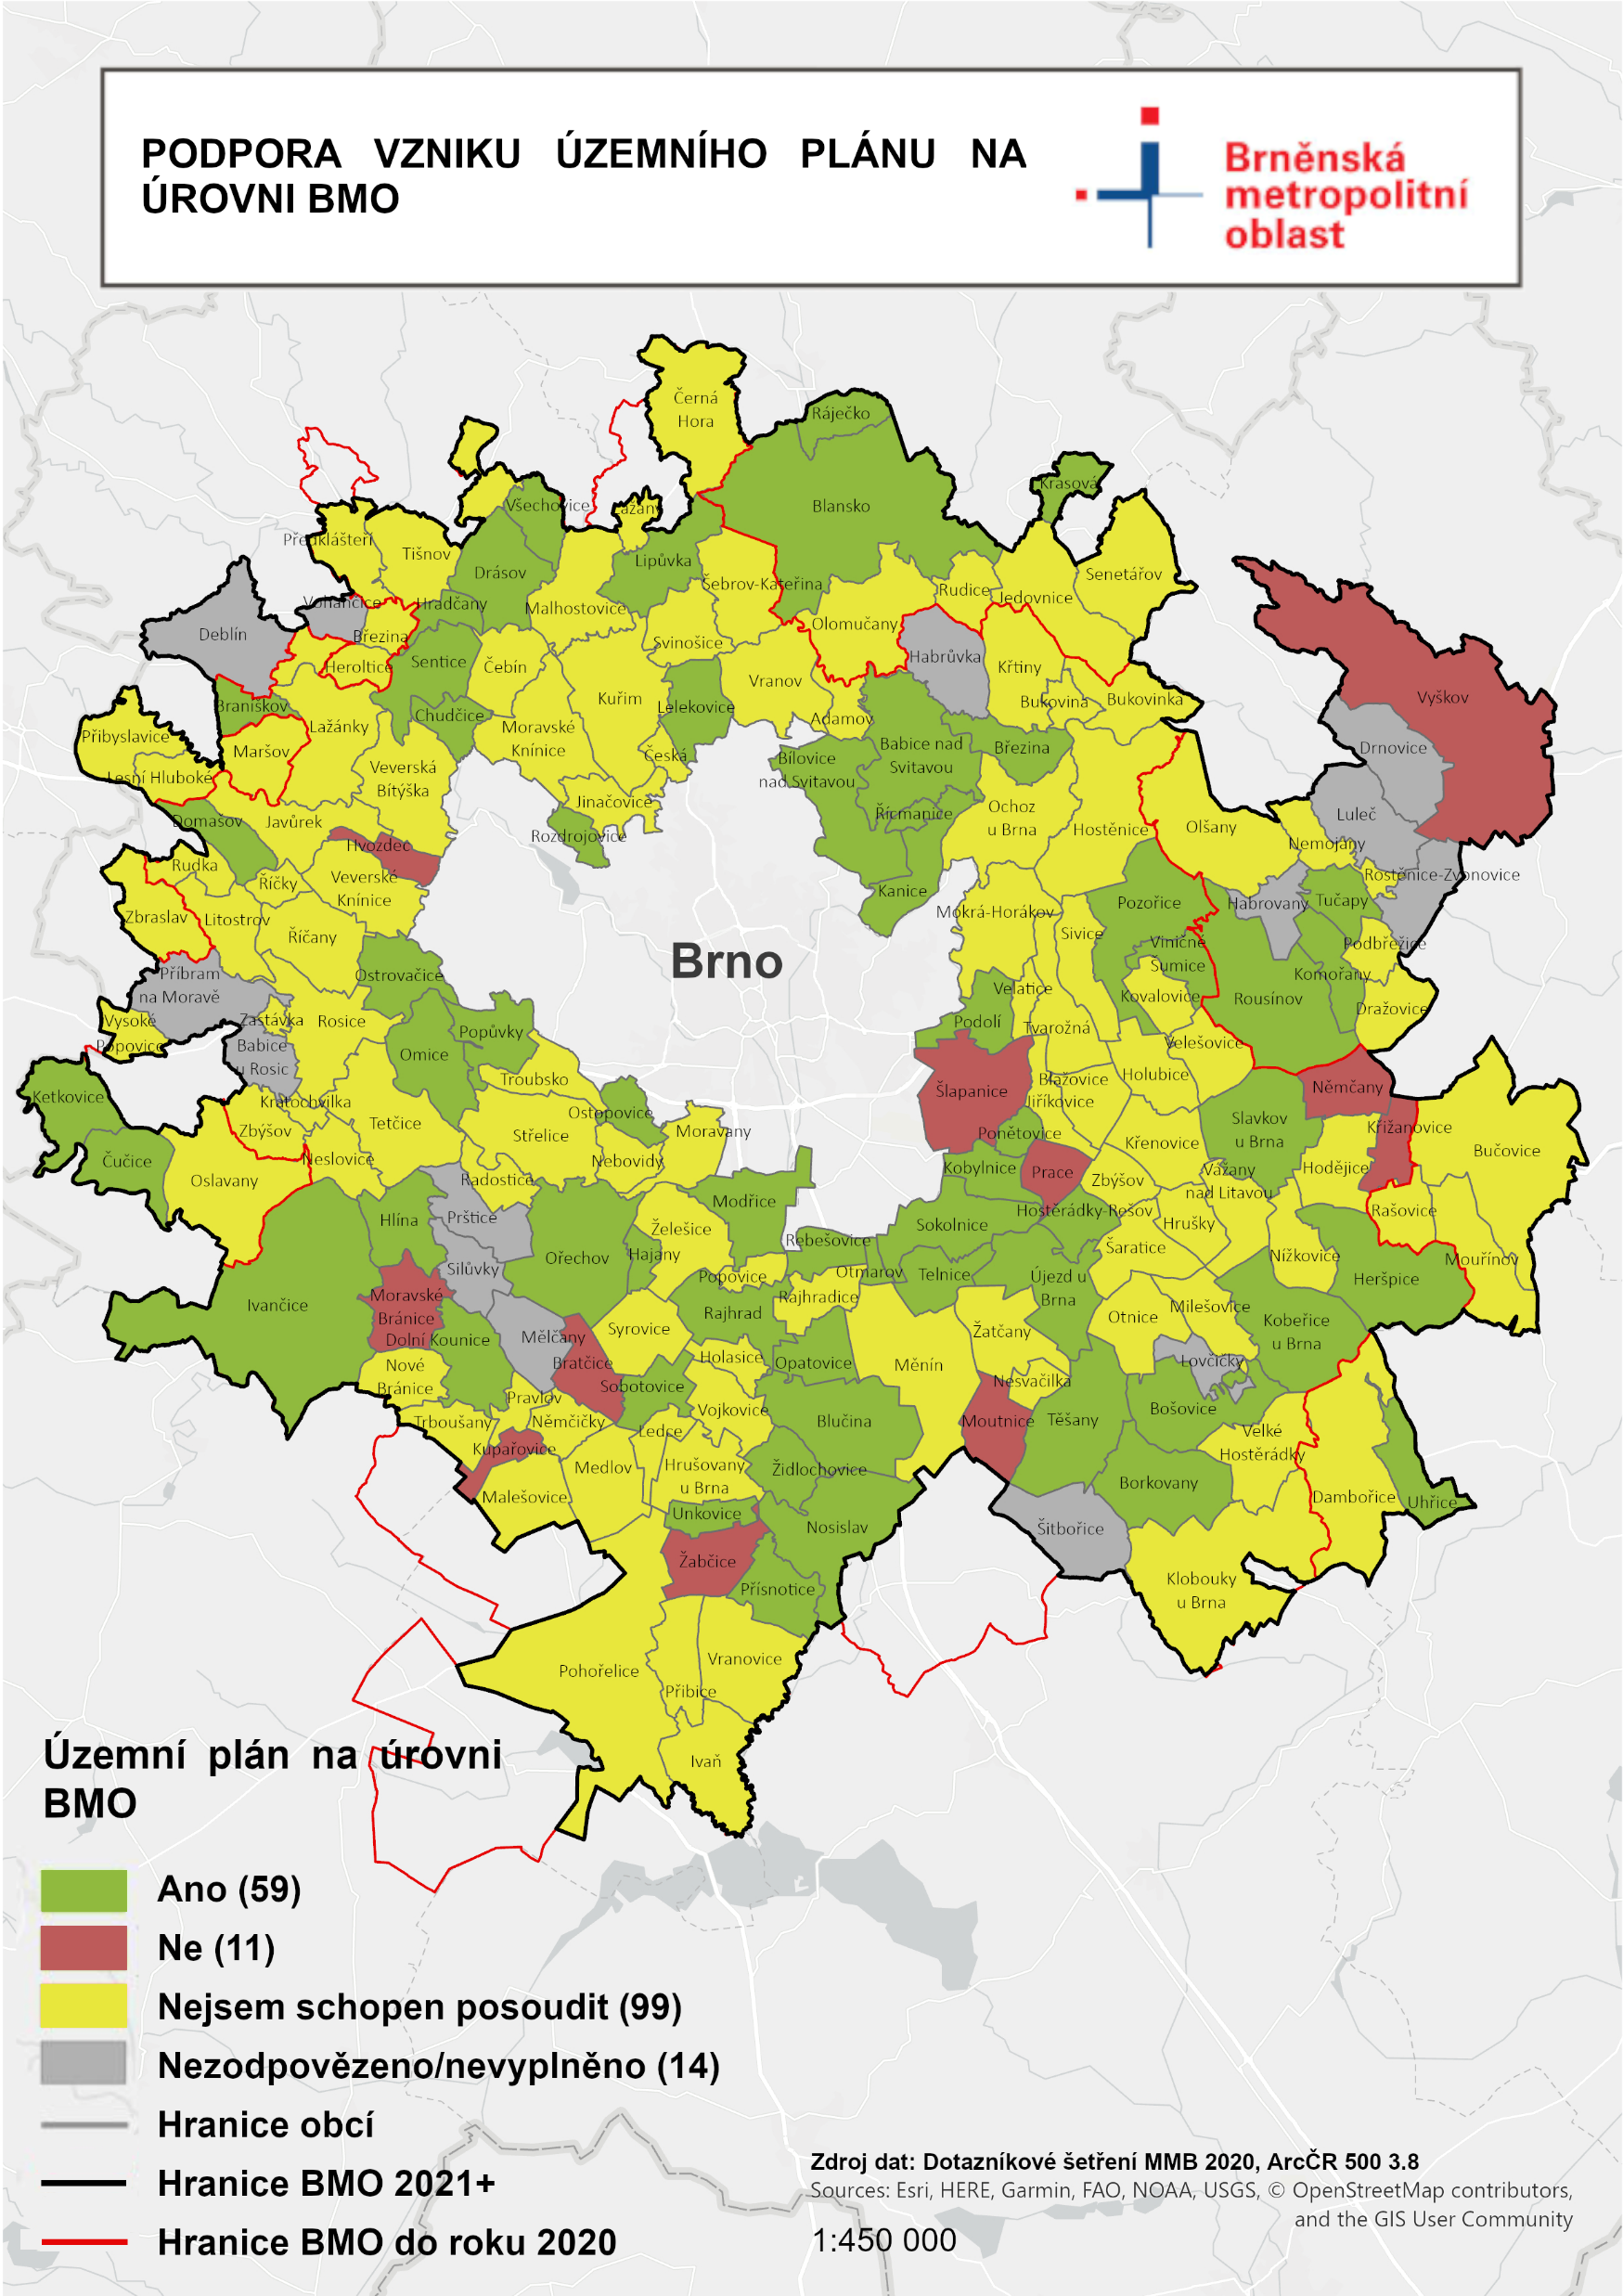 PODPORA VZNIKU ÚZEMNÍHO PLÁNU NA
ÚROVNI BMO
Brněnská
metropolitní
oblast
Černá
Hora
Ráječko
Krasová
Všechovice
Lažany
Blansko
Předklášteří
Tišnov
Drásov
Lipůvka
Šebrov-Kateřina
Rudice
Jedovnice
Senetářov
Vohančice
Hradčany
Malhostovice
Deblín
Březina
Olomučany
Svinošice
Habrůvka
Heroltice
Sentice
Čebín
Vranov
Křtiny
Kuřim
Lelekovice
Bukovina
Bukovinka
Vyškov
Braníškov
Chudčice
Lažánky
Moravské
Knínice
Adamov
Přibyslavice
Maršov
Česká
Babice nad
Svitavou
Březina
Drnovice
Lesní Hluboké
Veverská
Bítýška
Bílovice
nad Svitavou
Jinačovice
Domašov
Javůrek
Řícmanice
Ochoz
u Brna
Hostěnice
Olšany
Luleč
Rozdrojovice
Hvozdec
Nemojany
Rudka
Říčky
Veverské
Knínice
Kanice
Rostěnice-Zvonovice
Zbraslav
Litostrov
Mokrá-Horákov
Pozořice
Habrovany
Tučapy
Říčany
Sivice
Viničné
Šumice
Podbřežice
Brno
Příbram
na Moravě
Ostrovačice
Velatice
Kovalovice
Rousínov
Komořany
Dražovice
Vysoké
Popovice
Zastávka
Rosice
Popůvky
Podolí
Tvarožná
Velešovice
Babice
u Rosic
Omice
Troubsko
Šlapanice
Blažovice
Holubice
Němčany
Ketkovice
Kratochvilka
Jiříkovice
Ostopovice
Zbýšov
Tetčice
Střelice
Moravany
Ponětovice
Křenovice
Slavkov
u Brna
Křižanovice
Bučovice
Čučice
Neslovice
Nebovidy
Kobylnice
Prace
Zbýšov
Vážany
nad Litavou
Hodějice
Oslavany
Radostice
Modřice
Hostěrádky-Rešov
Rašovice
Hlína
Prštice
Želešice
Rebešovice
Sokolnice
Hrušky
Šaratice
Nížkovice
Mouřínov
Silůvky
Ořechov
Hajany
Popovice
Otmarov
Telnice
Újezd u
Brna
Heršpice
Ivančice
Moravské
Bránice
Rajhrad
Rajhradice
Otnice
Milešovice
Kobeřice
u Brna
Dolní Kounice
Mělčany
Syrovice
Žatčany
Bratčice
Holasice
Opatovice
Měnín
Lovčičky
Nové
Bránice
Pravlov
Sobotovice
Nesvačilka
Trboušany
Němčičky
Vojkovice
Blučina
Moutnice
Těšany
Bošovice
Velké
Hostěrádky
Kupařovice
Ledce
Medlov
Hrušovany
u Brna
Židlochovice
Borkovany
Malešovice
Unkovice
Nosislav
Šitbořice
Dambořice
Uhřice
Žabčice
Přísnotice
Klobouky
u Brna
Pohořelice
Vranovice
Přibice
Ivaň
Územní plán na úrovni
BMO
Ano (59)
Ne (11)
Nejsem schopen posoudit (99)
Nezodpovězeno/nevyplněno (14)
Hranice obcí
Hranice BMO 2021+
Hranice BMO do roku 2020
Zdroj dat: Dotazníkové šetření MMB 2020, ArcČR 500 3.8
Sources: Esri, HERE, Garmin, FAO, NOAA, USGS, © OpenStreetMap contributors,
and the GIS User Community
1:450 000